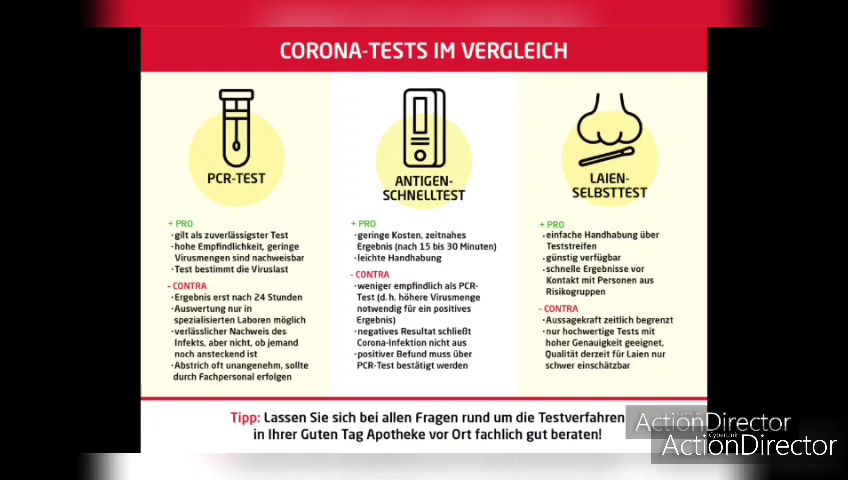 CORONA-TESTS IM VERGLEICH
PCR-TEST
+ PRO
· gilt als zuverlässigster Test
· hohe Empfindlichkeit, geringe
Virusmengen sind nachweisbar
· Test bestimmt die Viruslast
- CONTRA
· Ergebnis erst nach 24 Stunden
· Auswertung nur in
spezialisierten Laboren möglich
· verlässlicher Nachweis des
Infekts, aber nicht, ob jemand
noch ansteckend ist
· Abstrich oft unangenehm, sollte
durch Fachpersonal erfolgen
ANTIGEN-
SCHNELLTEST
+ PRO
· geringe Kosten, zeitnahes
Ergebnis (nach 15 bis 30 Minuten)
· leichte Handhabung
- CONTRA
· weniger empfindlich als PCR-
Test (d. h. höhere Virusmenge
notwendig für ein positives
Ergebnis)
· negatives Resultat schließt
Corona-Infektion nicht aus
· positiver Befund muss über
PCR-Test bestätigt werden
LAIEN-
SELBSTTEST
+ PRO
· einfache Handhabung über
Teststreifen
· günstig verfügbar
· schnelle Ergebnisse vor
Kontakt mit Personen aus
Risikogruppen
- CONTRA
· Aussagekraft zeitlich begrenzt
· nur hochwertige Tests mit
hoher Genauigkeit geeignet,
Qualität derzeit für Laien nur
schwer einschätzbar
Tipp: Lassen Sie sich bei allen Fragen rund um die Testverfahren
in Ihrer Guten Tag Apotheke vor Ort fachlich gut beraten!
ActionDirector
CyberLink
ActionDirector